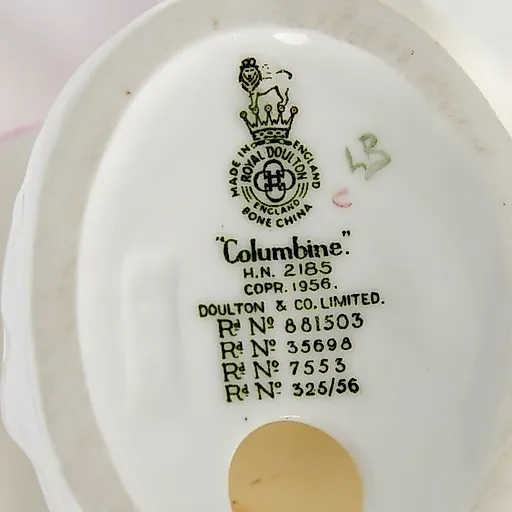 MADE IN ENGLAND
ROYAL DOULTON
ENGLAND
BONE CHINA
LB
C
"Columbine."
H.N. 2185
COPR. 1956.
DOULTON & CO. LIMITED.
Rd No 881503
Rd No 35698
Rd No 7553
Rd No 325/56